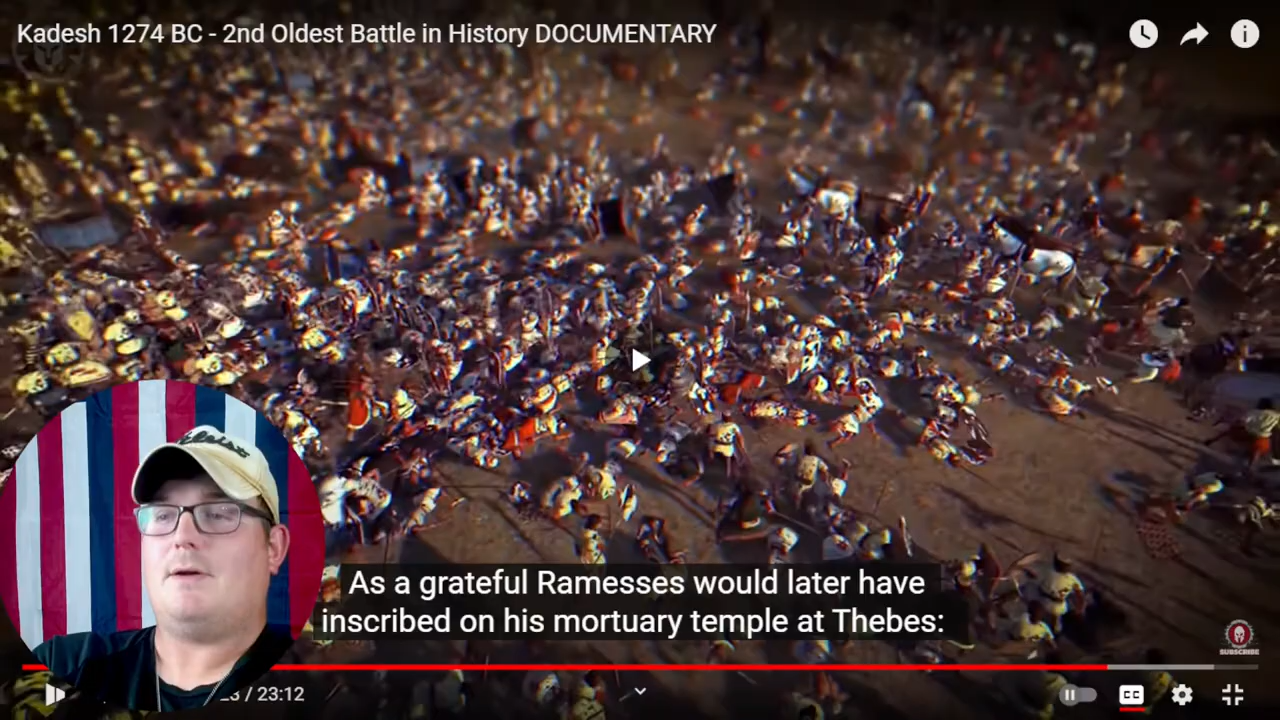 Kadesh 1274 BC - 2nd Oldest Battle in History DOCUMENTARY
As a grateful Ramesses would later have
inscribed on his mortuary temple at Thebes:
SUBSCRIBE
/ 23:12
CC